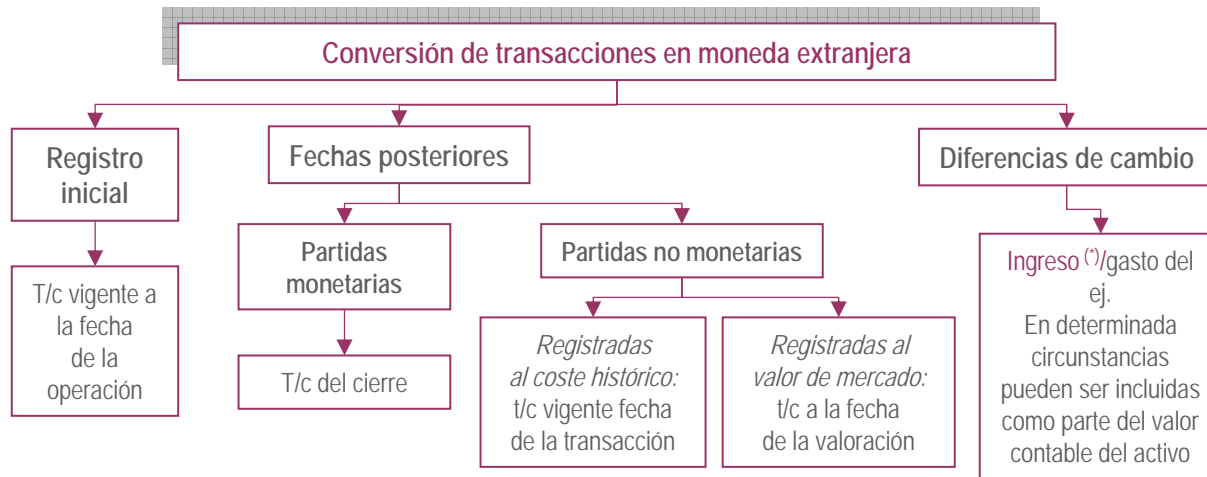 Conversión de transacciones en moneda extranjera
Registro
inicial
T/c vigente a
la fecha
de la
operación
Fechas posteriores
Partidas
monetarias
T/c del cierre
Partidas no monetarias
Registradas
al coste histórico:
t/c vigente fecha
de la transacción
Registradas al
valor de mercado:
t/c a la fecha
de la valoración
Diferencias de cambio
Ingreso (*)/gasto del
ej.
En determinada
circunstancias
pueden ser incluidas
como parte del valor
contable del activo